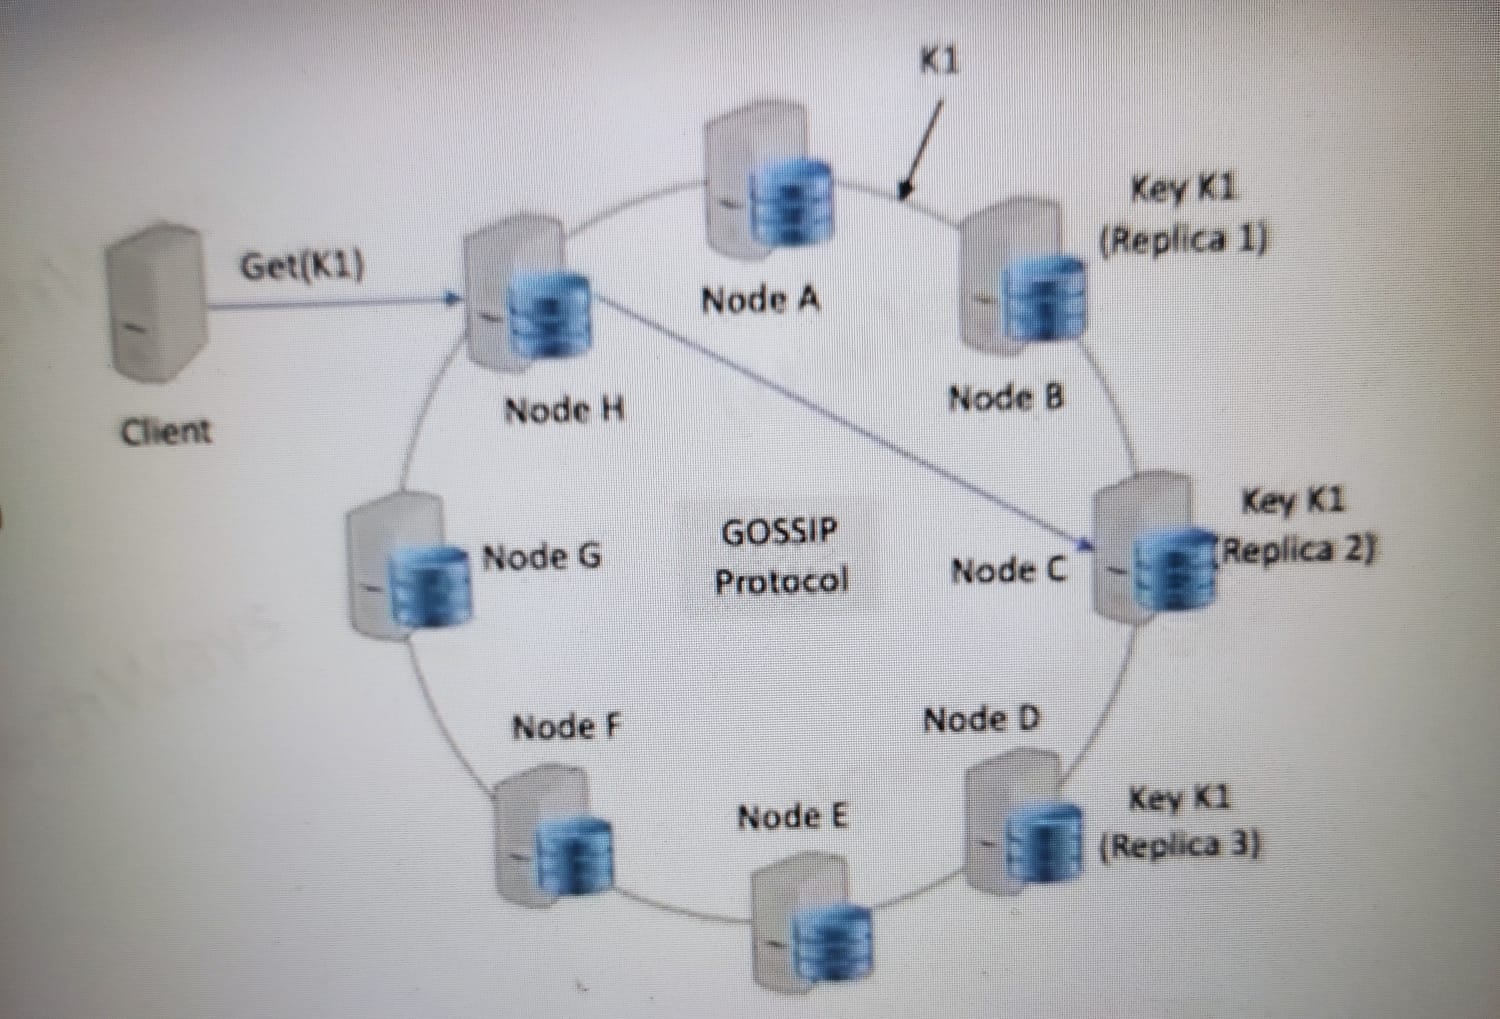 K1
Key K1
(Replica 1)
Get(K1)
Node A
Node B
Client
Node H
Key K1
(Replica 2)
GOSSIP
Protocol
Node G
Node C
Node F
Node D
Node E
Key K1
(Replica 3)